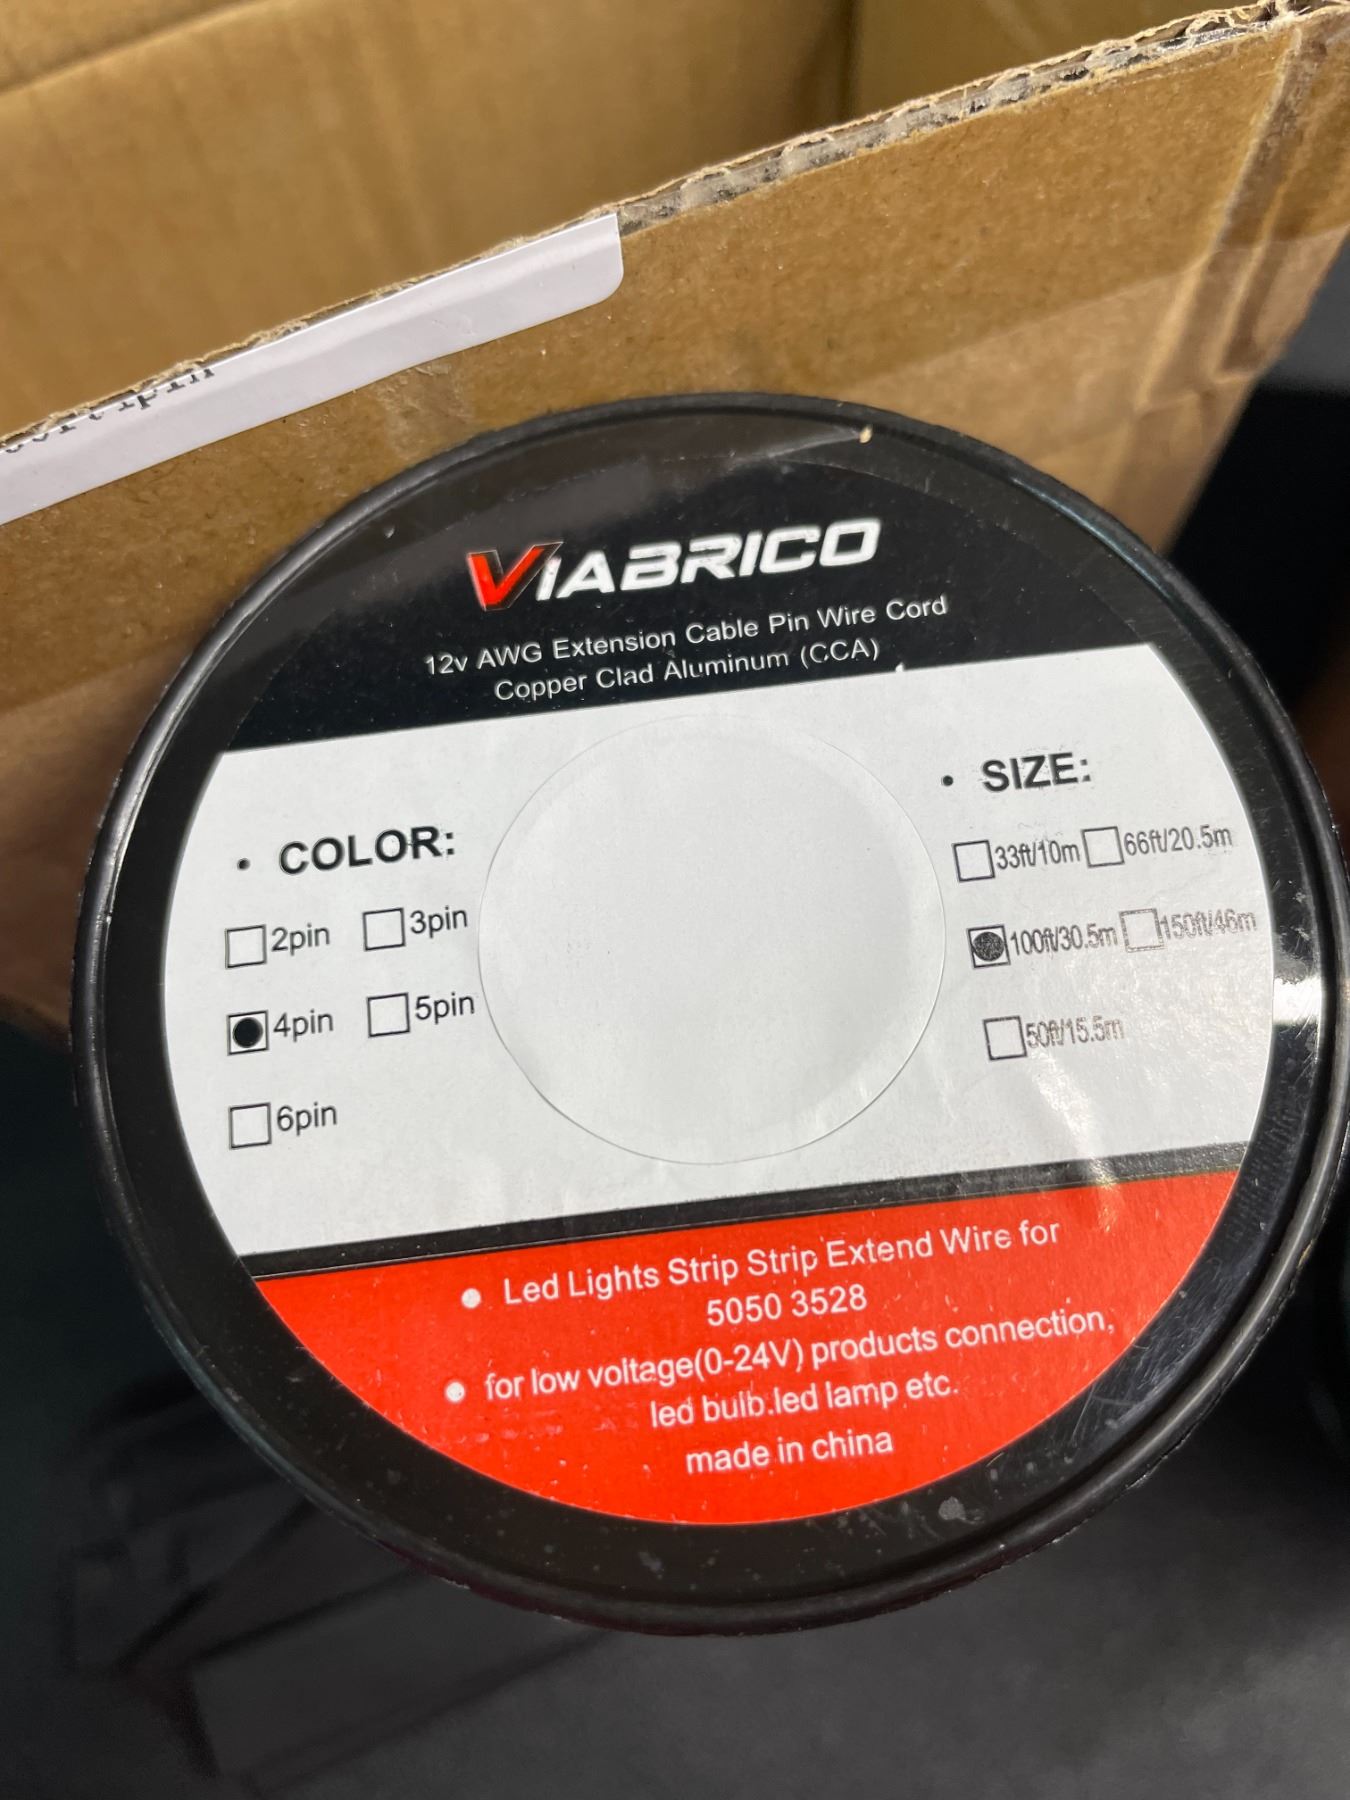 VIABRICO
12v AWG Extension Cable Pin Wire Cord
Copper Clad Aluminum (CCA)
• COLOR:
2pin 3pin
4pin 5pin
6pin
• SIZE:
33ft/10m 66ft/20.5m
100ft/30.5m 150ft/46m
50ft/15.5m
• Led Lights Strip Strip Extend Wire for
5050 3528
• for low voltage(0-24V) products connection,
led bulb.led lamp etc.
made in china